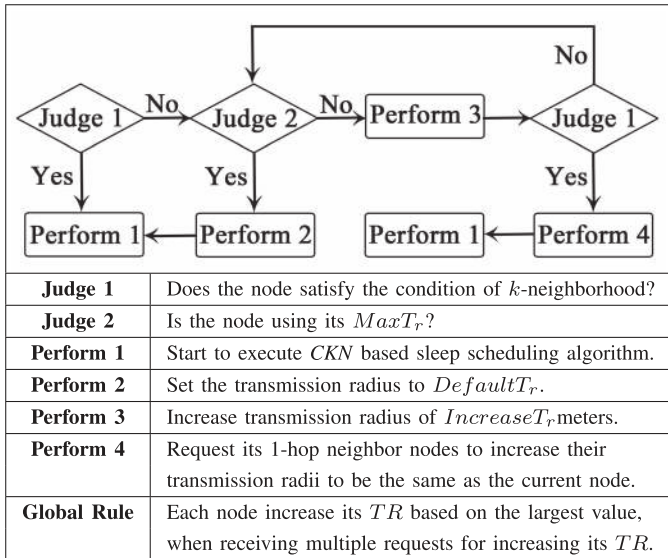 No
Judge 1 No Judge 2 No Perform 3 Judge 1
Yes Yes Yes
Perform 1 Perform 2 Perform 1 Perform 4
Judge 1 Does the node satisfy the condition of k-neighborhood?
Judge 2 Is the node using its MaxT_r?
Perform 1 Start to execute CKN based sleep scheduling algorithm.
Perform 2 Set the transmission radius to DefaultT_r.
Perform 3 Increase transmission radius of IncreaseT_r meters.
Perform 4 Request its 1-hop neighbor nodes to increase their
transmission radii to be the same as the current node.
Global Rule Each node increase its TR based on the largest value,
when receiving multiple requests for increasing its TR.